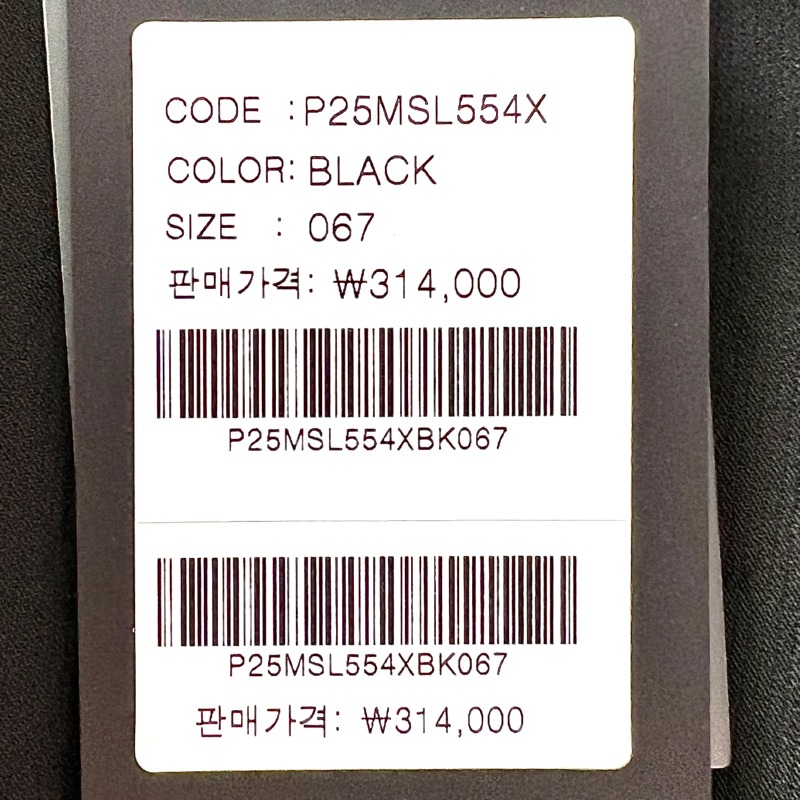 CODE :P25MSL554X
COLOR: BLACK
SIZE : 067
판매가격: ₩314,000
P25MSL554XBK067
P25MSL554XBK067
판매가격: ₩314,000